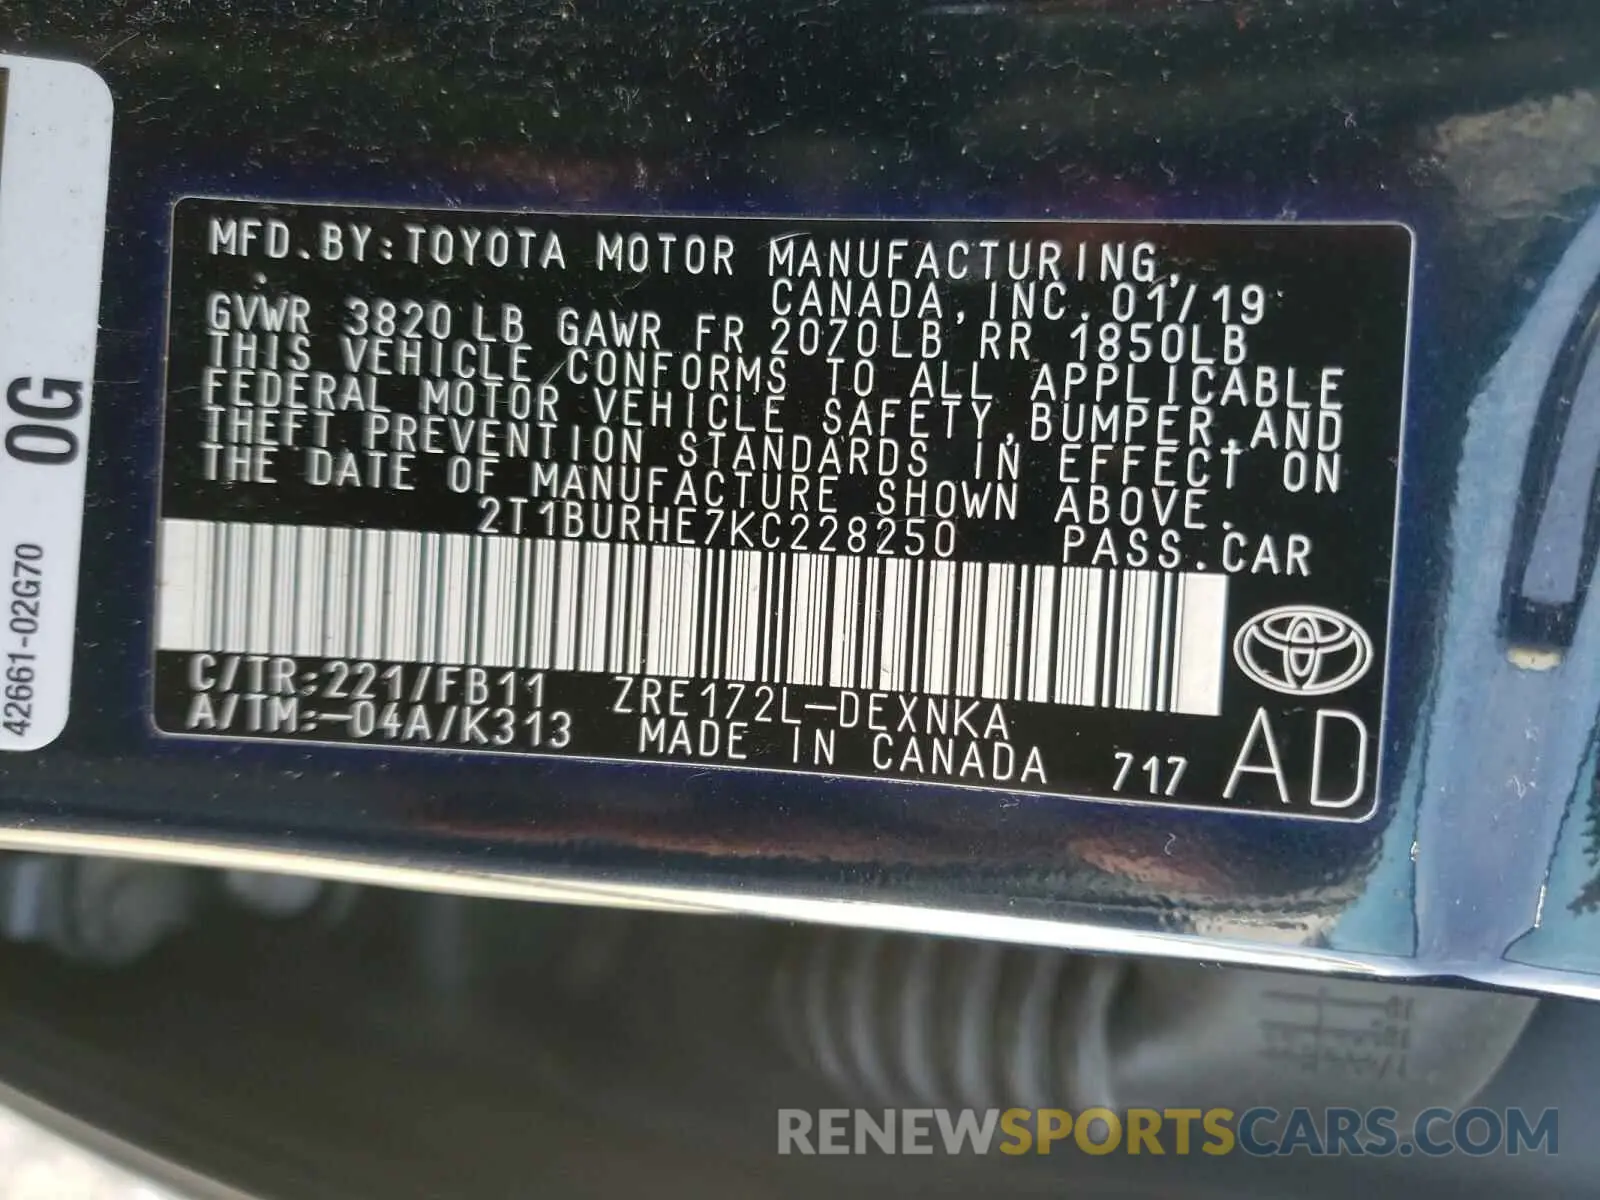 MFD.BY:TOYOTA MOTOR MANUFACTURING,
CANADA, INC. 01/19
GVWR 3820 LB GAWR FR 2070LB RR 1850LB
THIS VEHICLE CONFORMS TO ALL APPLICABLE
FEDERAL MOTOR VEHICLE SAFETY, BUMPER, AND
THEFT PREVENTION STANDARDS IN EFFECT ON
THE DATE OF MANUFACTURE SHOWN ABOVE.
2T1BURHE7KC228250 PASS.CAR
C/TR:221/FB11 ZRE172L-DEXNKA
A/TM:-04A/K313 MADE IN CANADA 717 AD
42661-02G70 0G
RENEWSPORTSCARS.COM